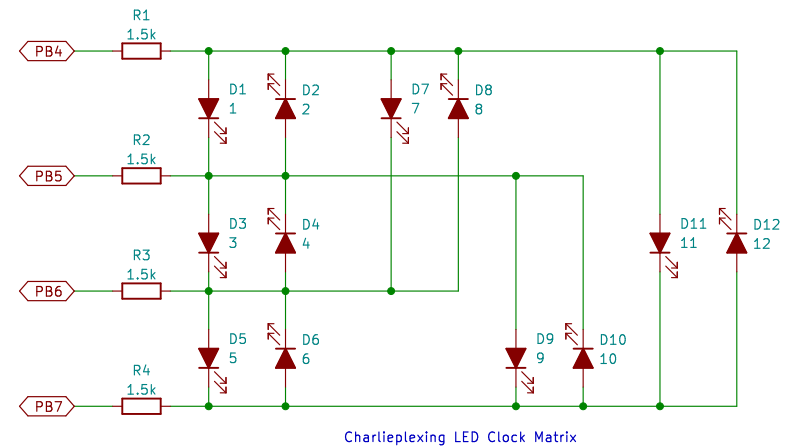 R1
1.5k
PB4
D1
1
D2
2
D7
7
D8
8
R2
1.5k
PB5
D3
3
D4
4
D11
11
D12
12
R3
1.5k
PB6
D5
5
D6
6
D9
9
D10
10
R4
1.5k
PB7
Charlieplexing LED Clock Matrix